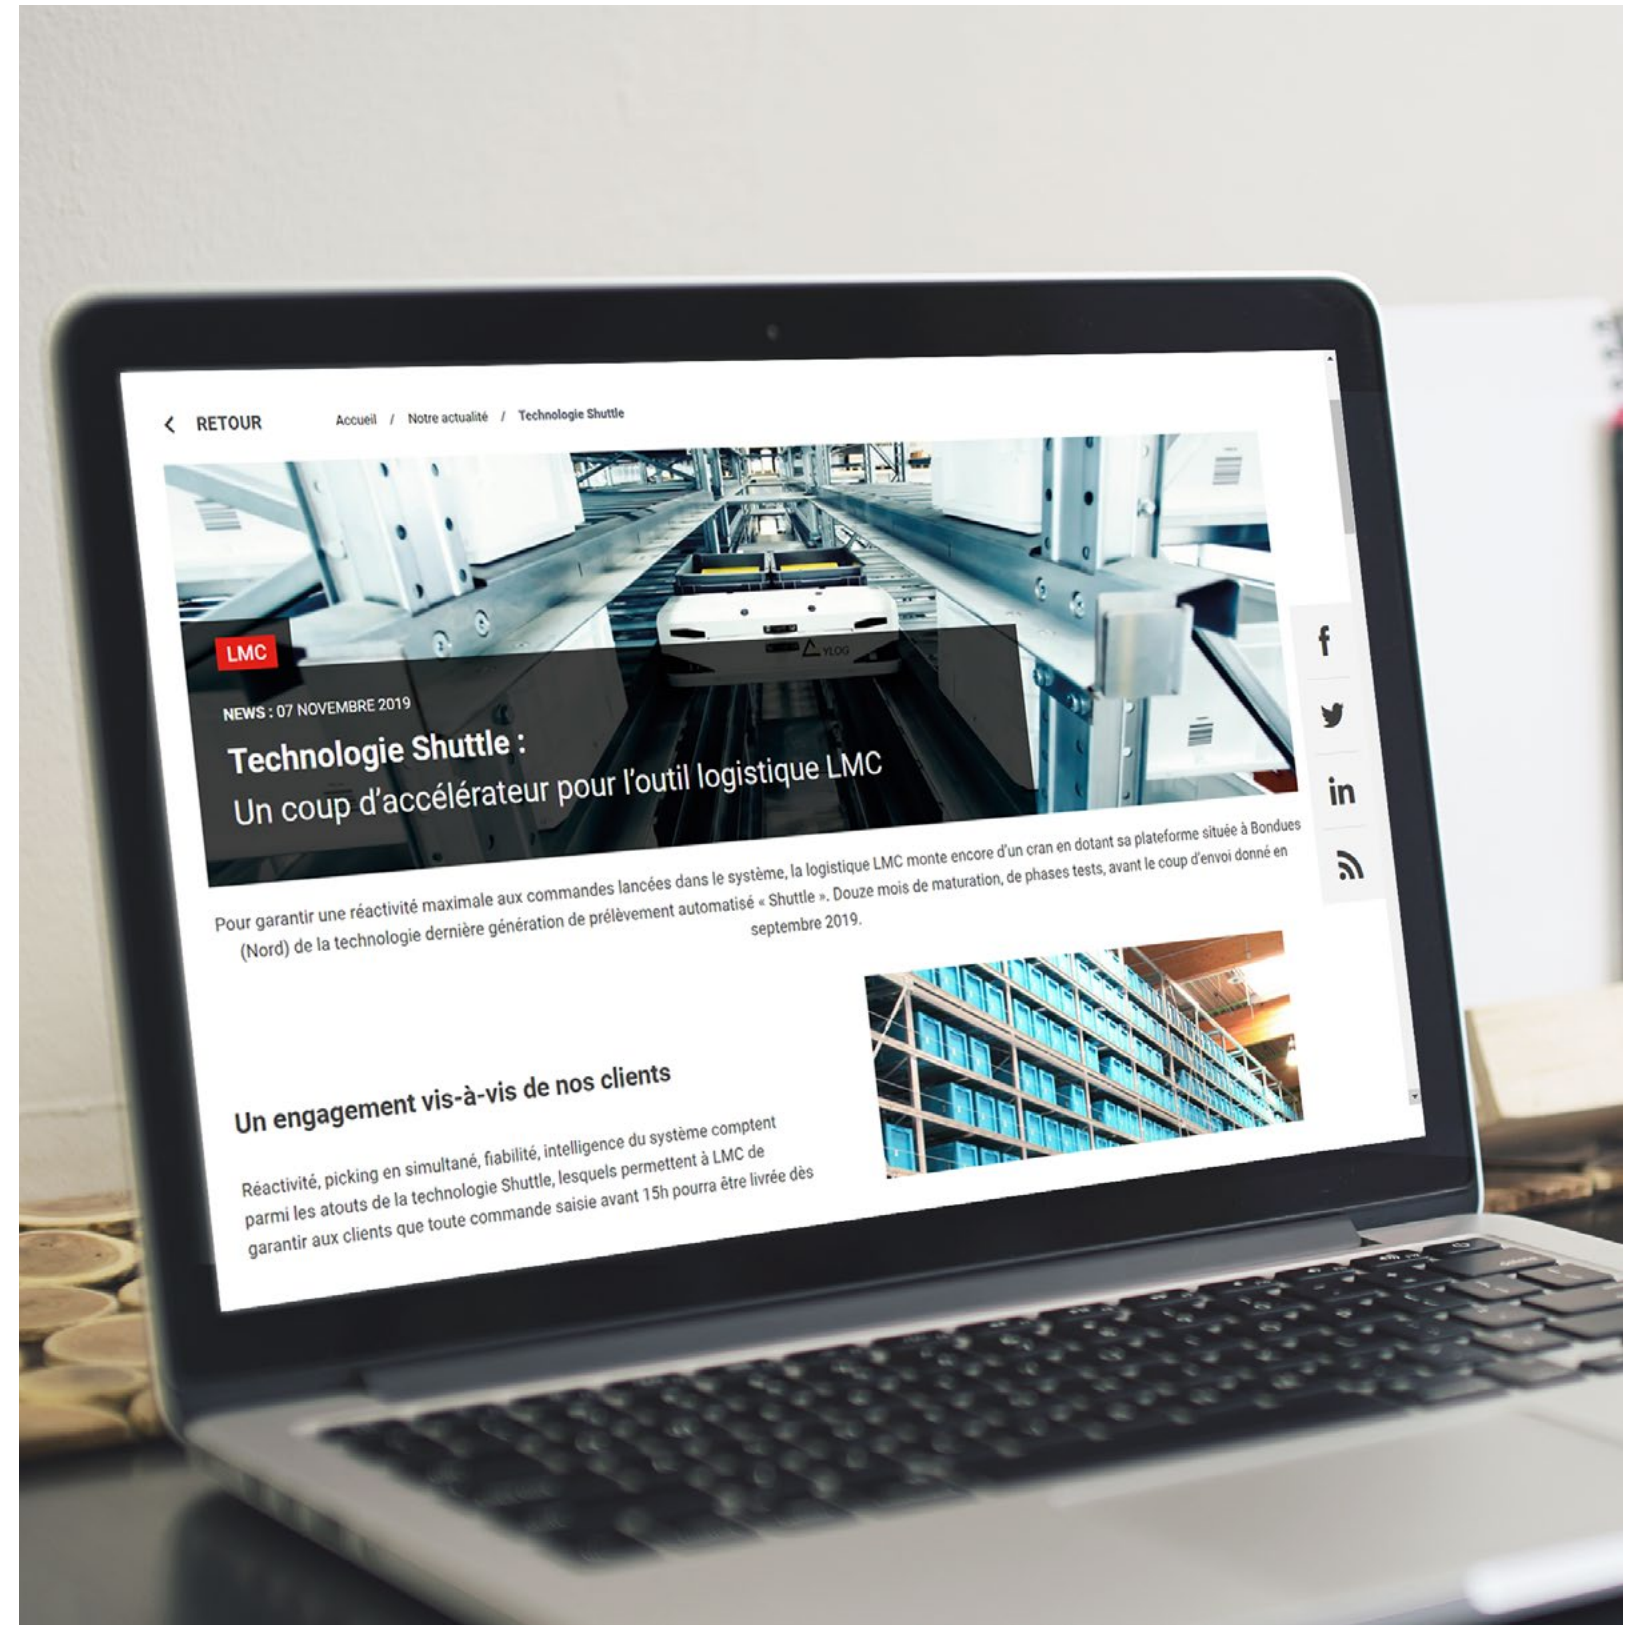 RETOUR
Accueil / Notre actualité / Technologie Shuttle
YLOG
LMC
NEWS : 07 NOVEMBRE 2019
Technologie Shuttle :
Un coup d'accélérateur pour l'outil logistique LMC
Pour garantir une réactivité maximale aux commandes lancées dans le système, la logistique LMC monte encore d'un cran en dotant sa plateforme située à Bondues
(Nord) de la technologie dernière génération de prélèvement automatisé « Shuttle ». Douze mois de maturation, de phases tests, avant le coup d'envoi donné en
septembre 2019.
Un engagement vis-à-vis de nos clients
Réactivité, picking en simultané, fiabilité, intelligence du système comptent
parmi les atouts de la technologie Shuttle, lesquels permettent à LMC de
garantir aux clients que toute commande saisie avant 15h pourra être livrée dès
f
in